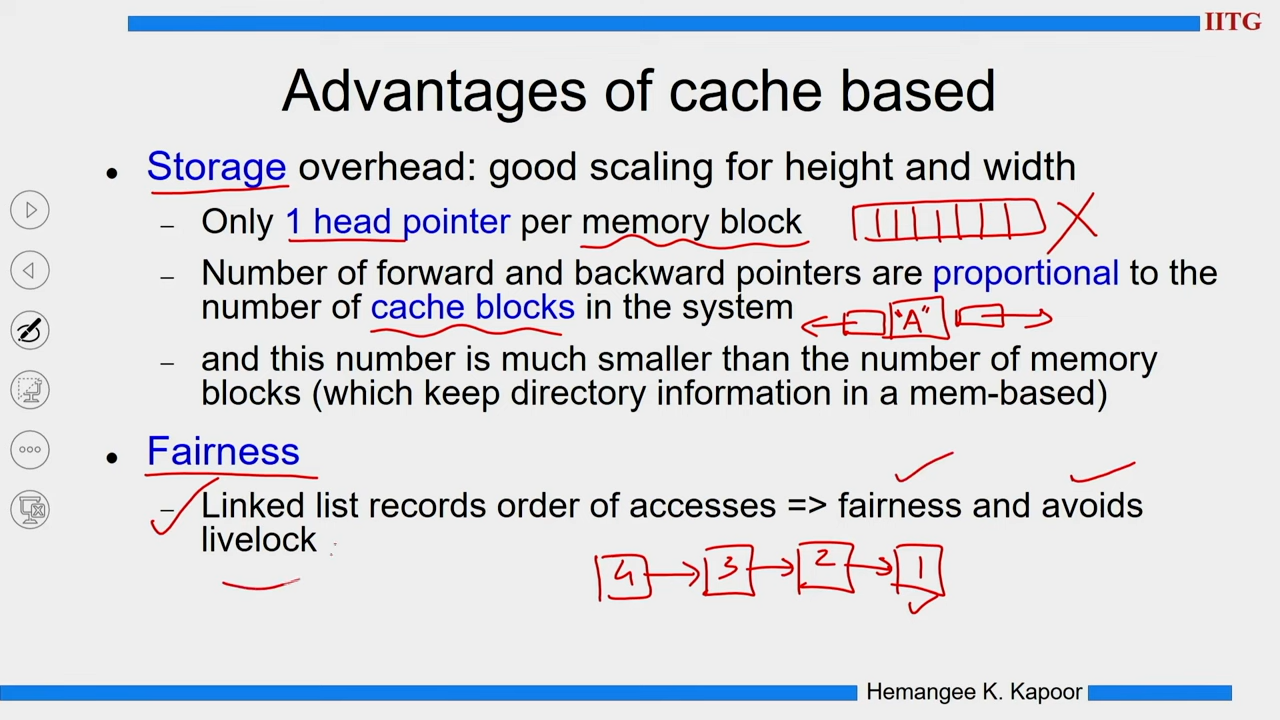 IITG
Advantages of cache based
• Storage overhead: good scaling for height and width
– Only 1 head pointer per memory block
– Number of forward and backward pointers are proportional to the
number of cache blocks in the system
"A"
– and this number is much smaller than the number of memory
blocks (which keep directory information in a mem-based)
• Fairness
– Linked list records order of accesses => fairness and avoids
livelock
4 3 2 1
Hemangee K. Kapoor